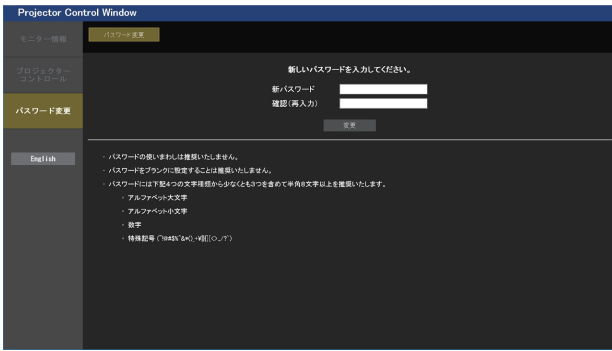 Projector Control Window
モニター情報
プロジェクター
コントロール
パスワード変更
English
パスワード変更
新しいパスワードを入力してください。
新パスワード
確認(再入力)
変更
・ パスワードの使いまわしは推奨いたしません。
・ パスワードをブランクに設定することは推奨いたしません。
・ パスワードには下記4つの文字種類から少なくとも3つを含めて半角8文字以上を推奨いたします。
・ アルファベット大文字
・ アルファベット小文字
・ 数字
・ 特殊記号